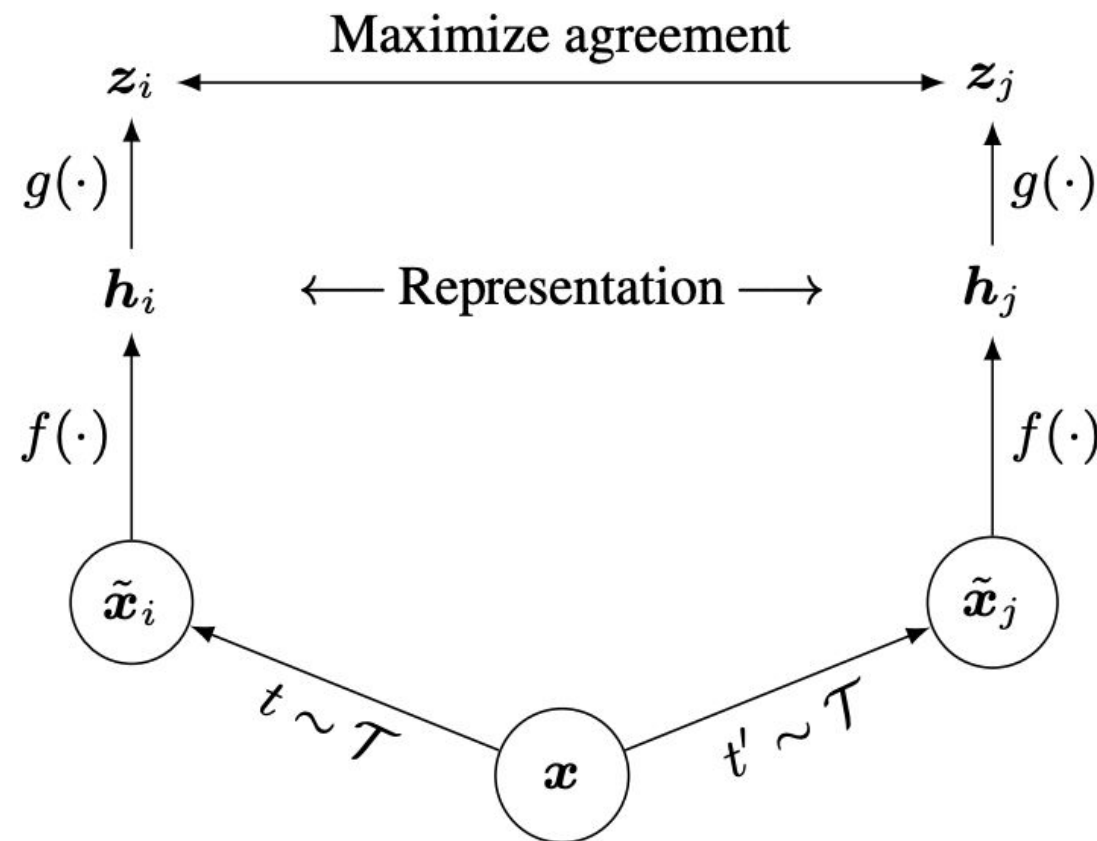 Maximize agreement
z_i z_j
g(·) g(·)
h_i Representation h_j
f(·) f(·)
x̃_i x̃_j
t ~ 𝒯 t' ~ 𝒯
x